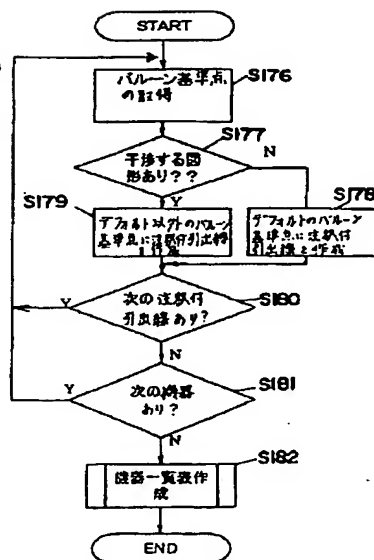 START
バルーン基準点
の取得
S176
S177
干渉する図
形あり??
N
Y
S179
S178
デフォルト以外のバルーン
基準点に注釈付引出線
を作成
デフォルトのバルーン
基準点に注釈付
引出線を作成
次の注釈付
引出線あり?
S180
Y
N
次の機器
あり?
S181
Y
N
機器一覧表作
成
S182
END